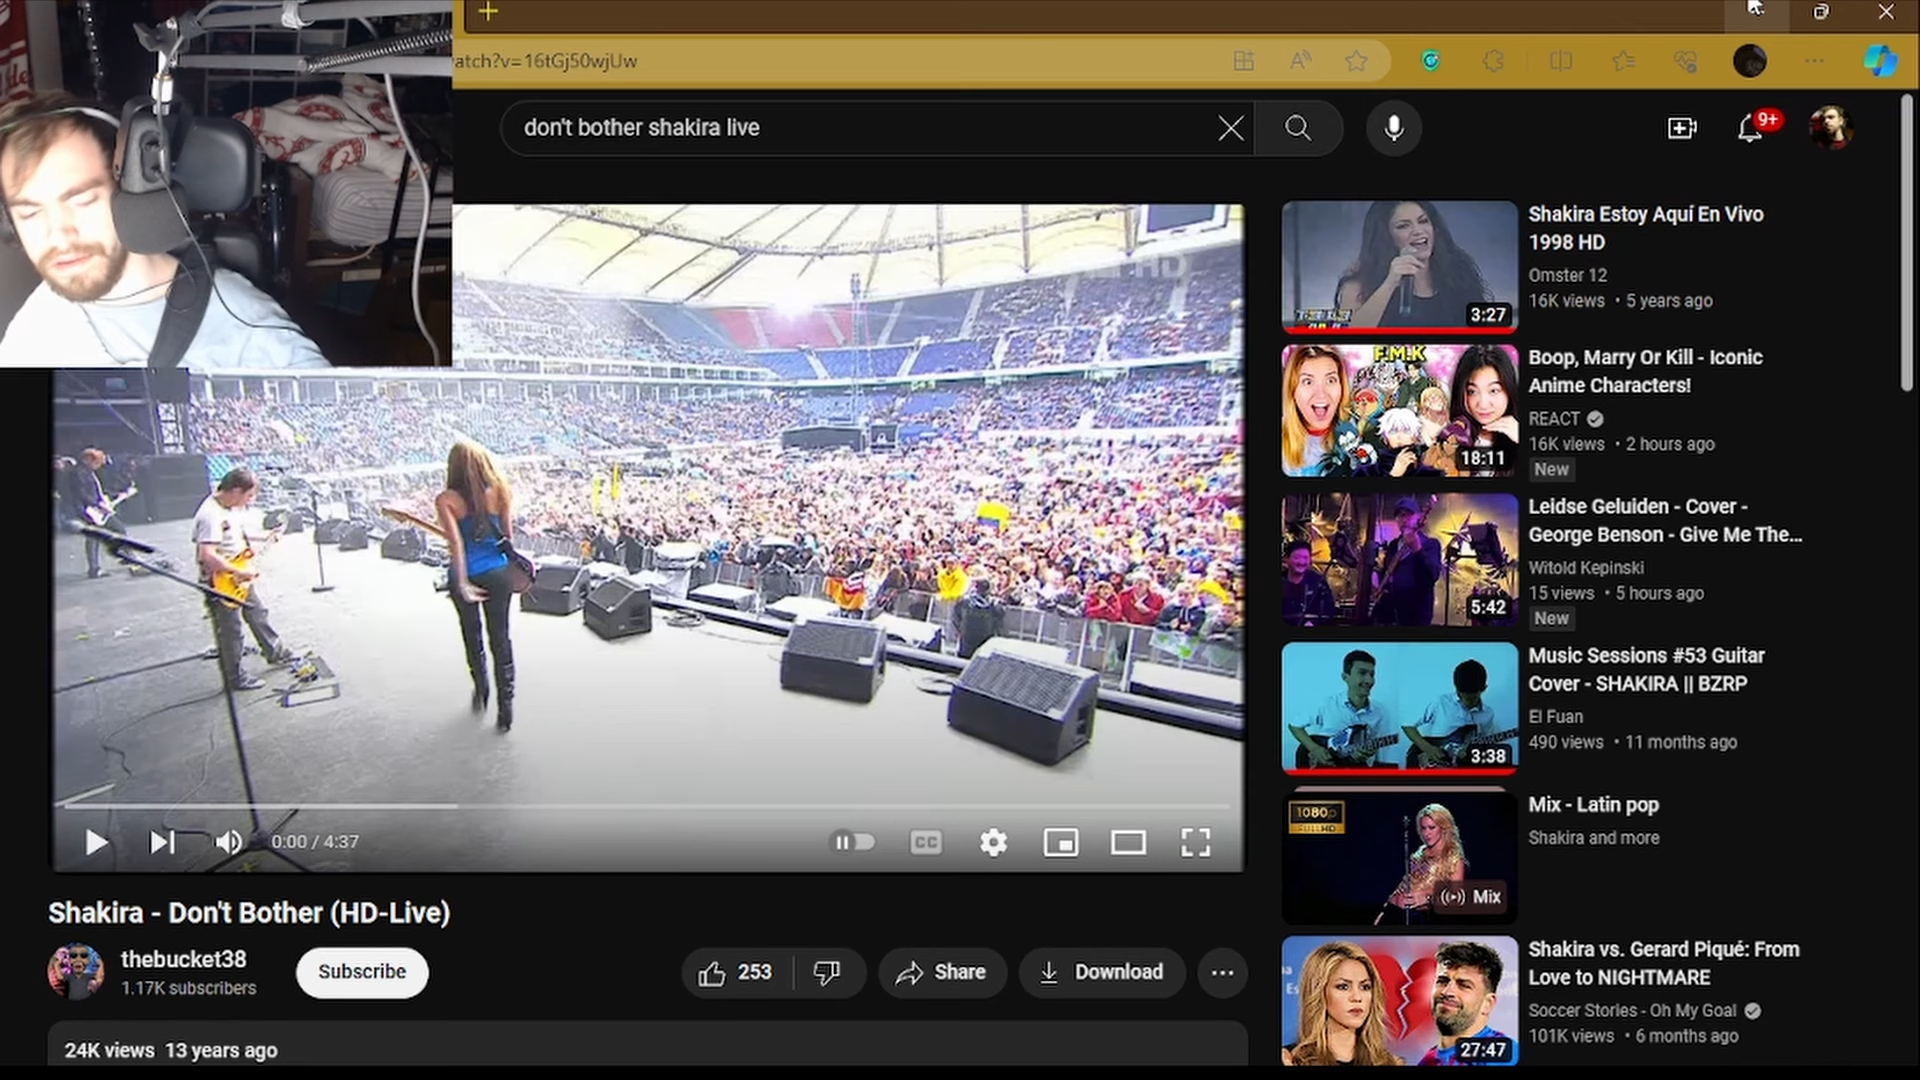 atch?v=16tGj50wjUw
don't bother shakira live
9+
Shakira Estoy Aquí En Vivo
1998 HD
Omster 12
16K views • 5 years ago
3:27
F.M.K
Boop, Marry Or Kill - Iconic
Anime Characters!
REACT
16K views • 2 hours ago
New
18:11
Leidse Geluiden - Cover -
George Benson - Give Me The...
Witold Kepinski
15 views • 5 hours ago
New
5:42
Music Sessions #53 Guitar
Cover - SHAKIRA || BZRP
El Fuan
490 views • 11 months ago
3:38
1080p
FULL HD
Mix - Latin pop
Shakira and more
Mix
Shakira vs. Gerard Piqué: From
Love to NIGHTMARE
Soccer Stories - Oh My Goal
101K views • 6 months ago
27:47
HD
0:00 / 4:37
CC
Shakira - Don't Bother (HD-Live)
thebucket38
1.17K subscribers
Subscribe
253
Share
Download
24K views 13 years ago